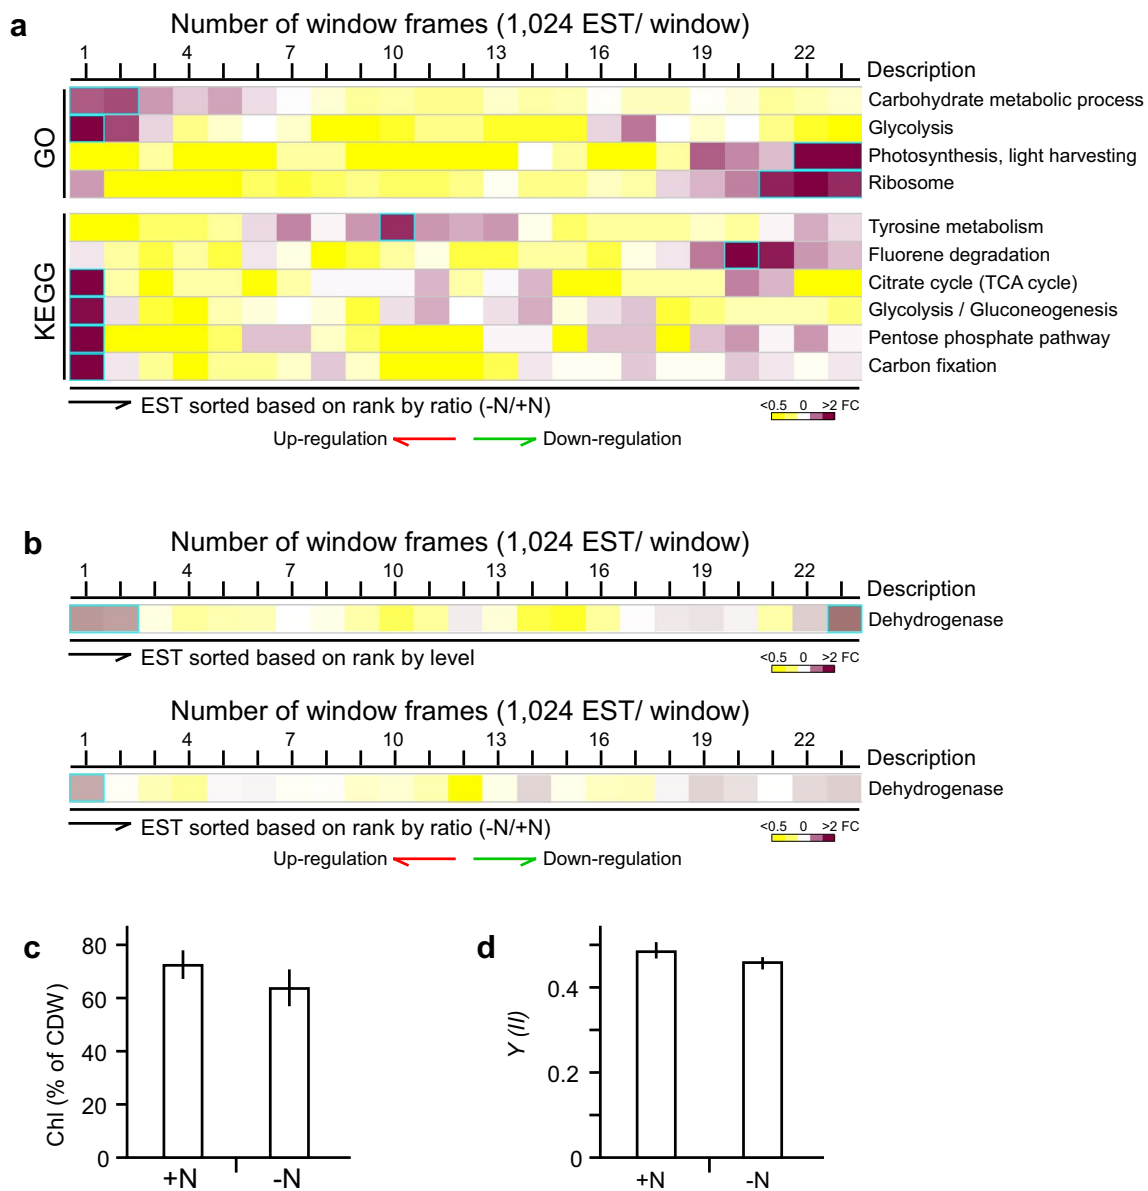 a
Number of window frames (1,024 EST/ window)
1 4 7 10 13 16 19 22
Description
GO
Carbohydrate metabolic process
Glycolysis
Photosynthesis, light harvesting
Ribosome
KEGG
Tyrosine metabolism
Fluorene degradation
Citrate cycle (TCA cycle)
Glycolysis / Gluconeogenesis
Pentose phosphate pathway
Carbon fixation
EST sorted based on rank by ratio (-N/+N)
<0.5 0 >2 FC
Up-regulation Down-regulation
b
Number of window frames (1,024 EST/ window)
1 4 7 10 13 16 19 22
Description
Dehydrogenase
EST sorted based on rank by level
<0.5 0 >2 FC
Number of window frames (1,024 EST/ window)
1 4 7 10 13 16 19 22
Description
Dehydrogenase
EST sorted based on rank by ratio (-N/+N)
<0.5 0 >2 FC
Up-regulation Down-regulation
c
Chl (% of CDW)
80
60
40
20
0
+N -N
d
Y (II)
0.4
0.2
0
+N -N